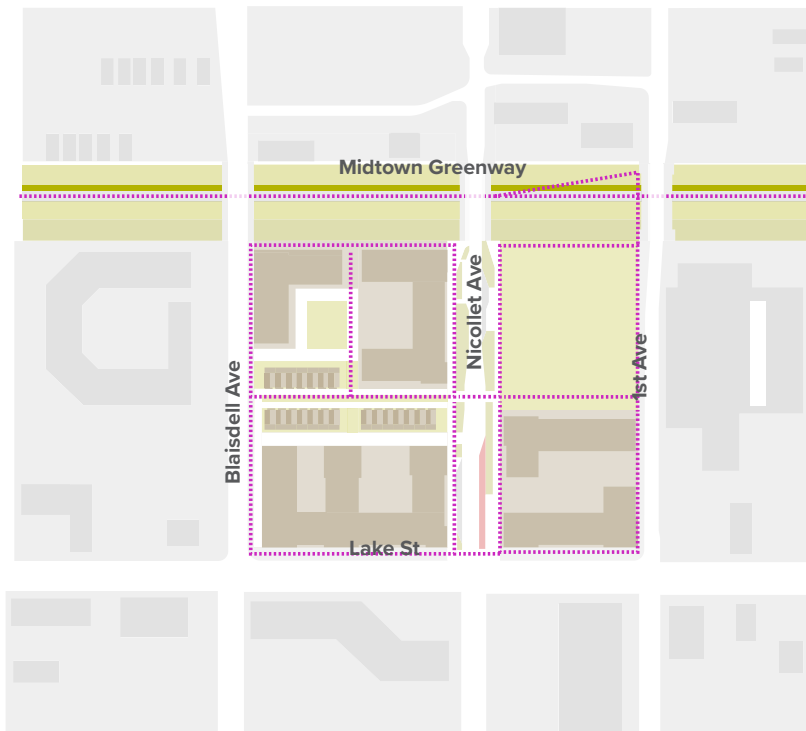 Midtown Greenway
Nicollet Ave
1st Ave
Blaisdell Ave
Lake St